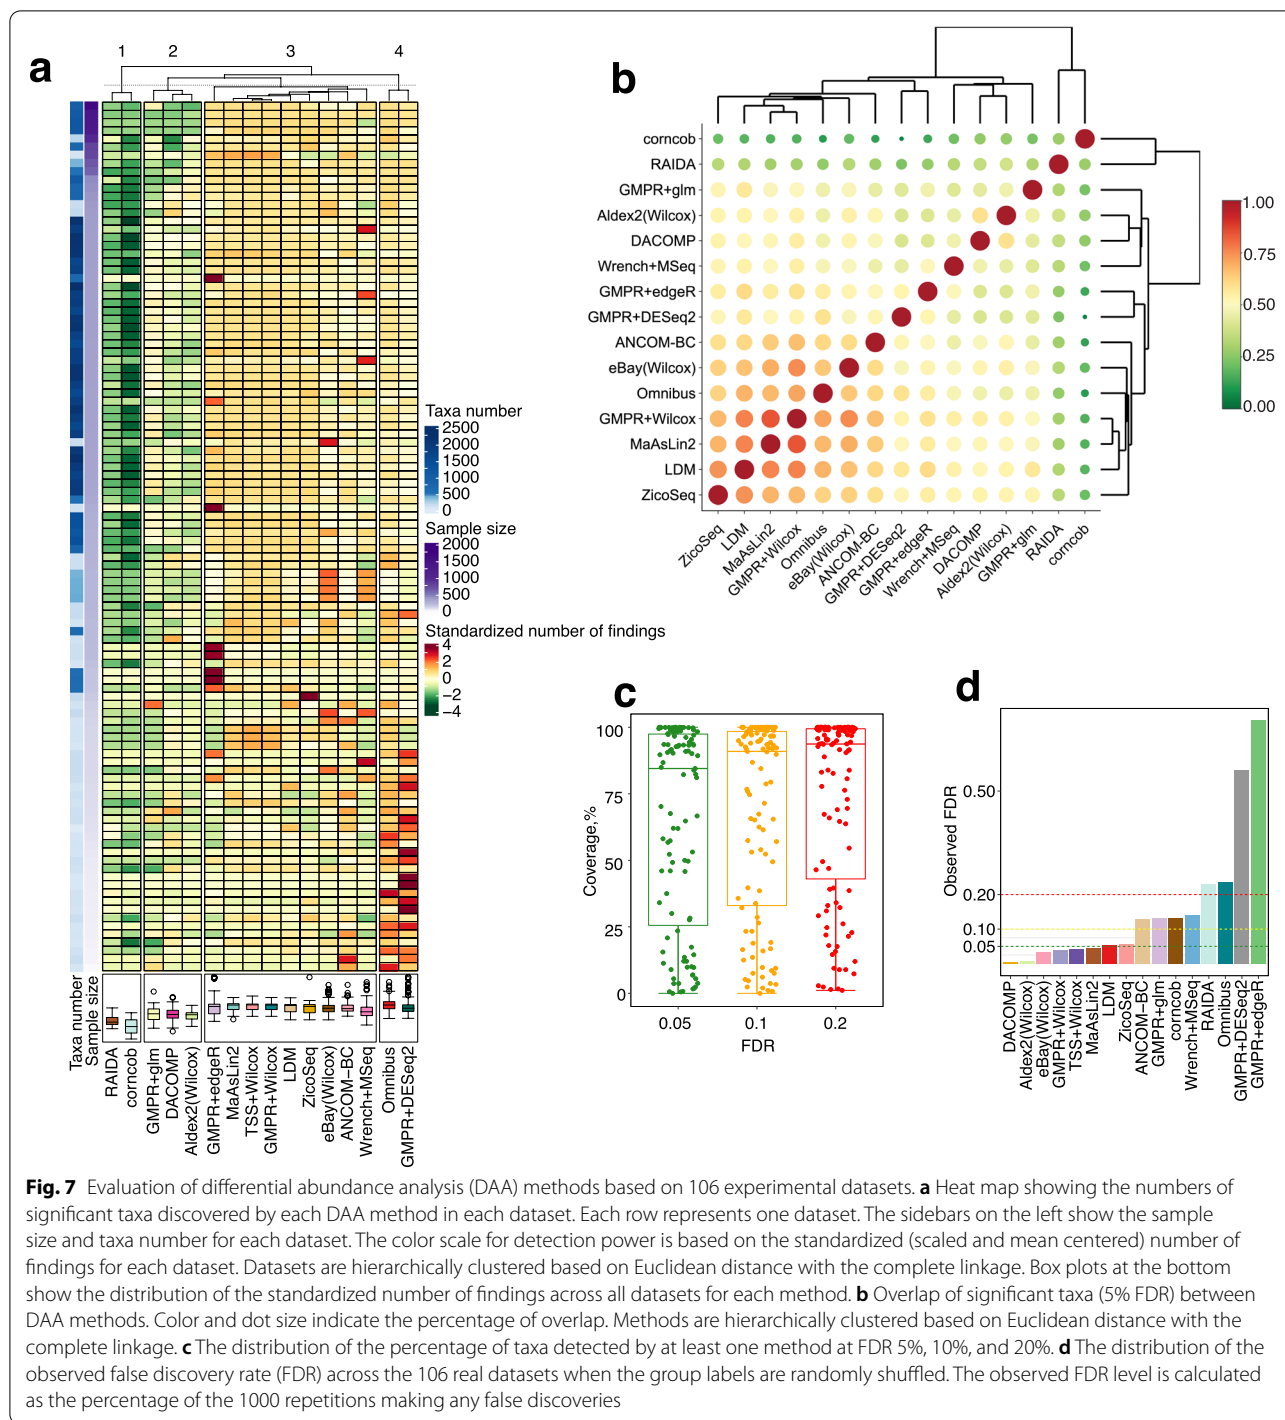 a
1 2 3 4
Taxa number
2500
2000
1500
1000
500
0
Sample size
2000
1500
1000
500
0
Standardized number of findings
4
2
0
−2
−4
Taxa number
Sample size
RAIDA
corncob
GMPR+glm
DACOMP
Aldex2(Wilcox)
GMPR+edgeR
MaAsLin2
TSS+Wilcox
GMPR+Wilcox
LDM
ZicoSeq
eBay(Wilcox)
ANCOM−BC
Wrench+MSeq
Omnibus
GMPR+DESeq2
b
corncob
RAIDA
GMPR+glm
Aldex2(Wilcox)
DACOMP
Wrench+MSeq
GMPR+edgeR
GMPR+DESeq2
ANCOM-BC
eBay(Wilcox)
Omnibus
GMPR+Wilcox
MaAsLin2
LDM
ZicoSeq
ZicoSeq
LDM
MaAsLin2
GMPR+Wilcox
Omnibus
eBay(Wilcox)
ANCOM-BC
GMPR+DESeq2
GMPR+edgeR
Wrench+MSeq
DACOMP
Aldex2(Wilcox)
GMPR+glm
RAIDA
corncob
1.00
0.75
0.50
0.25
0.00
c
Coverage,%
100
75
50
25
0
0.05 0.1 0.2
FDR
d
Observed FDR
0.50
0.20
0.10
0.05
DACOMP
Aldex2(Wilcox)
eBay(Wilcox)
GMPR+Wilcox
TSS+Wilcox
MaAsLin2
LDM
ZicoSeq
ANCOM-BC
GMPR+glm
corncob
Wrench+MSeq
RAIDA
Omnibus
GMPR+DESeq2
GMPR+edgeR
Fig. 7 Evaluation of differential abundance analysis (DAA) methods based on 106 experimental datasets. a Heat map showing the numbers of
significant taxa discovered by each DAA method in each dataset. Each row represents one dataset. The sidebars on the left show the sample
size and taxa number for each dataset. The color scale for detection power is based on the standardized (scaled and mean centered) number of
findings for each dataset. Datasets are hierarchically clustered based on Euclidean distance with the complete linkage. Box plots at the bottom
show the distribution of the standardized number of findings across all datasets for each method. b Overlap of significant taxa (5% FDR) between
DAA methods. Color and dot size indicate the percentage of overlap. Methods are hierarchically clustered based on Euclidean distance with the
complete linkage. c The distribution of the percentage of taxa detected by at least one method at FDR 5%, 10%, and 20%. d The distribution of the
observed false discovery rate (FDR) across the 106 real datasets when the group labels are randomly shuffled. The observed FDR level is calculated
as the percentage of the 1000 repetitions making any false discoveries